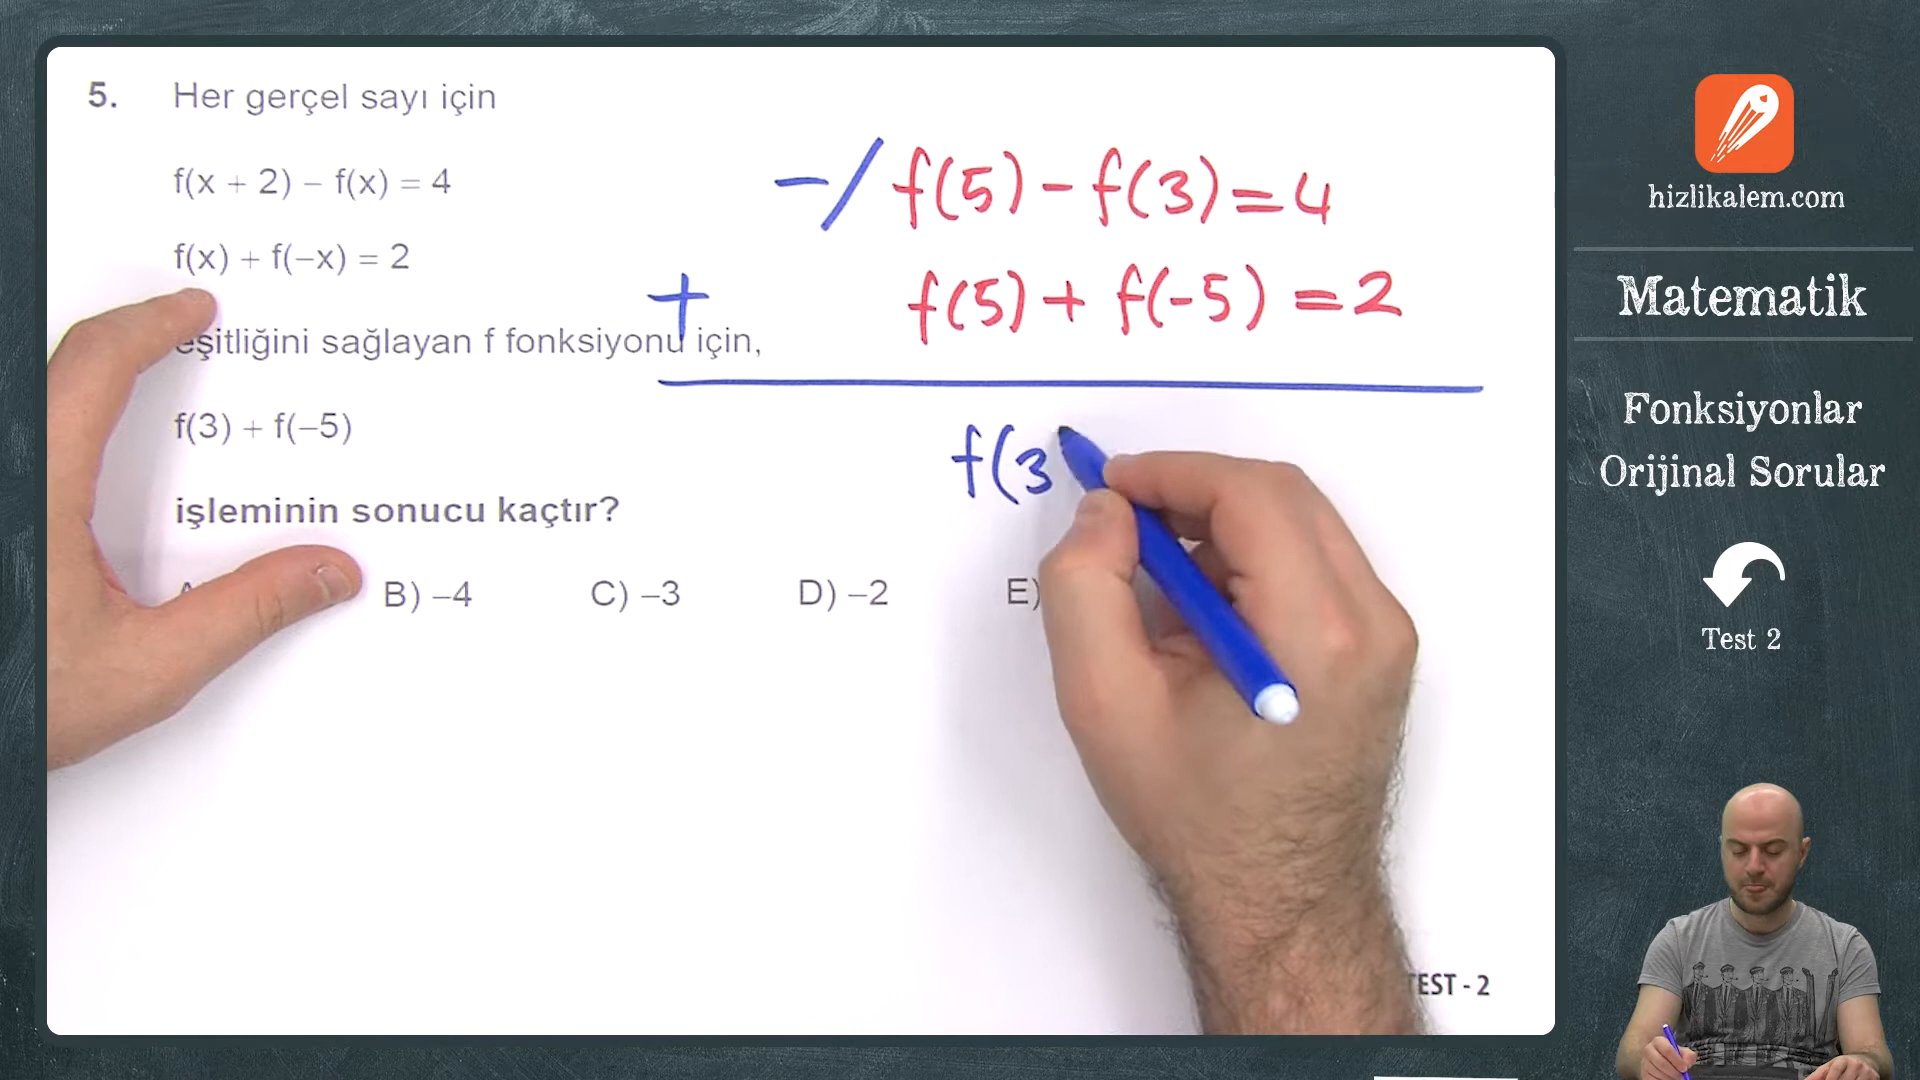 5. Her gerçel sayı için
f(x + 2) – f(x) = 4
f(x) + f(–x) = 2
eşitliğini sağlayan f fonksiyonu için,
f(3) + f(–5)
işleminin sonucu kaçtır?
B) –4 C) –3 D) –2 E)
–/ f(5) – f(3) = 4
+ f(5) + f(-5) = 2
f(3
TEST - 2
hizlikalem.com
Matematik
Fonksiyonlar
Orijinal Sorular
Test 2